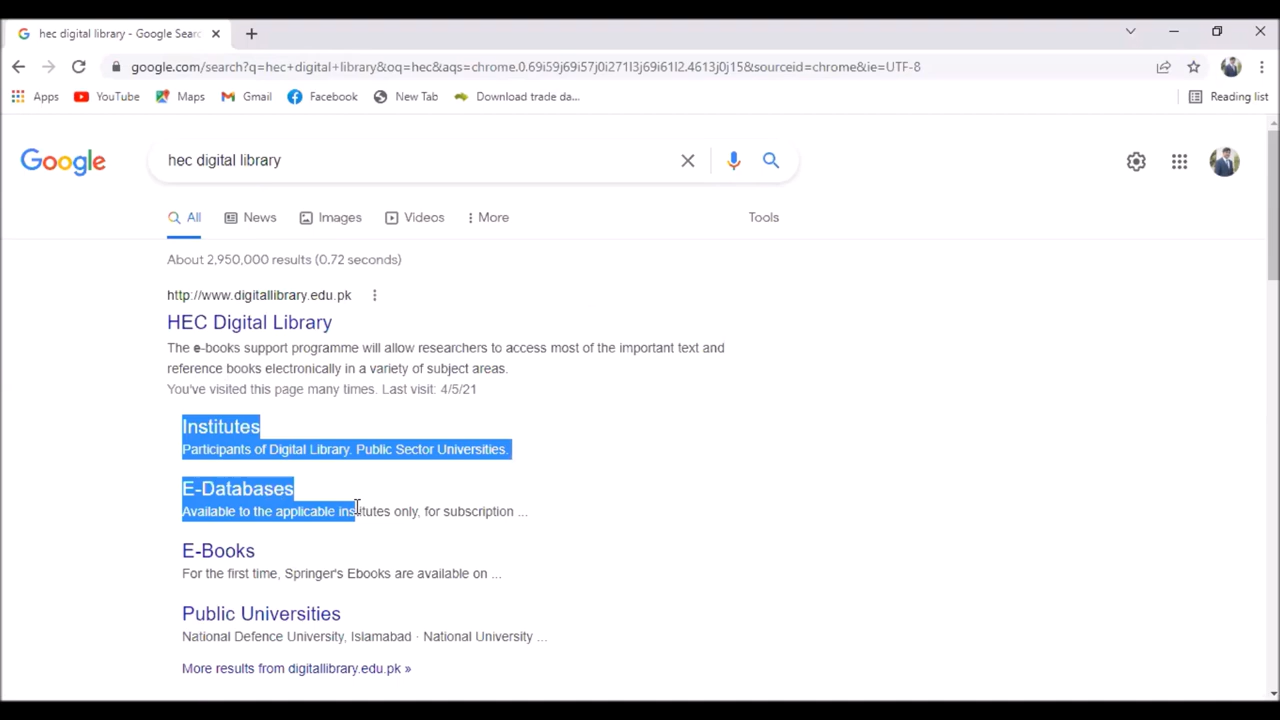 hec digital library - Google Searc
google.com/search?q=hec+digital+library&oq=hec&aqs=chrome.0.69i59j69i57j0i271l3j69i61l2.4613j0j15&sourceid=chrome&ie=UTF-8
Apps YouTube Maps Gmail Facebook New Tab Download trade da... Reading list
Google hec digital library
All News Images Videos More Tools
About 2,950,000 results (0.72 seconds)
http://www.digitallibrary.edu.pk
HEC Digital Library
The e-books support programme will allow researchers to access most of the important text and
reference books electronically in a variety of subject areas.
You've visited this page many times. Last visit: 4/5/21
Institutes
Participants of Digital Library. Public Sector Universities.
E-Databases
Available to the applicable institutes only, for subscription ...
E-Books
For the first time, Springer's Ebooks are available on ...
Public Universities
National Defence University, Islamabad · National University ...
More results from digitallibrary.edu.pk »